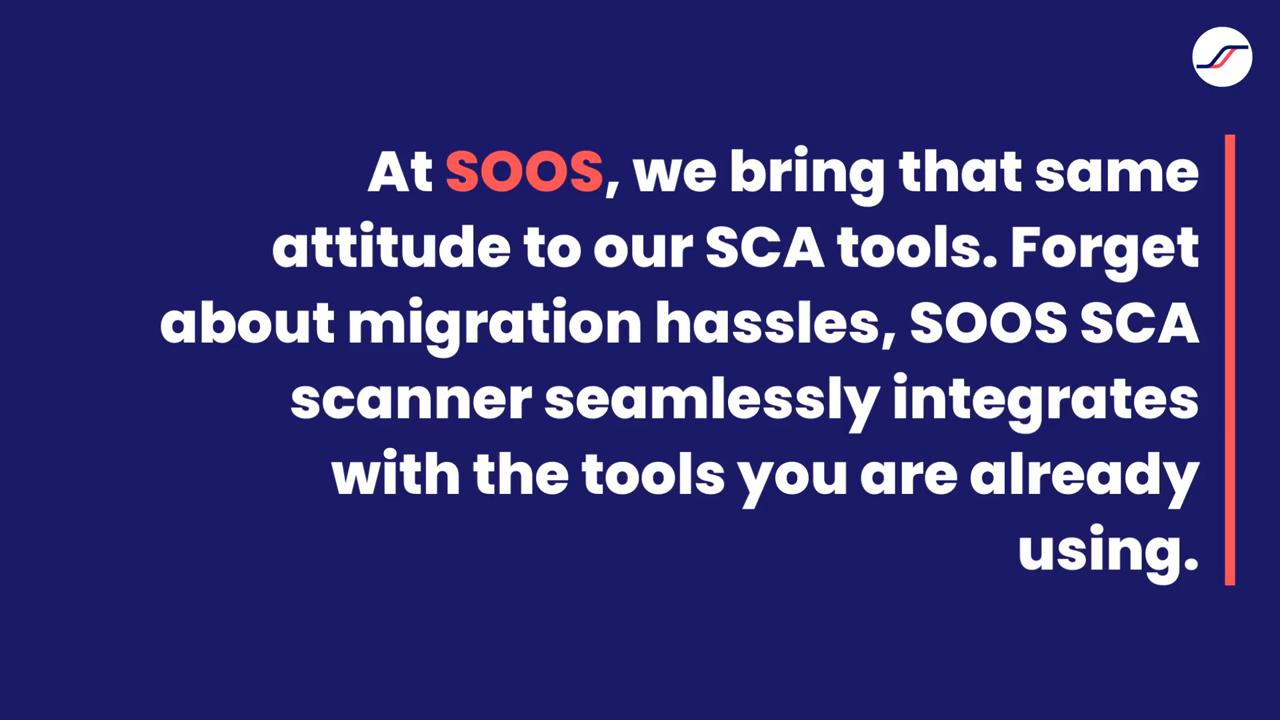 At SOOS, we bring that same
attitude to our SCA tools. Forget
about migration hassles, SOOS SCA
scanner seamlessly integrates
with the tools you are already
using.